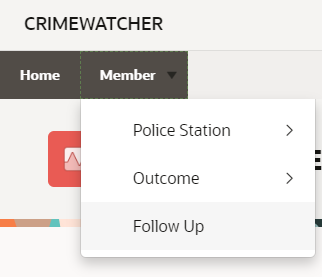 CRIMEWATCHER
Home Member
Police Station
Outcome
Follow Up